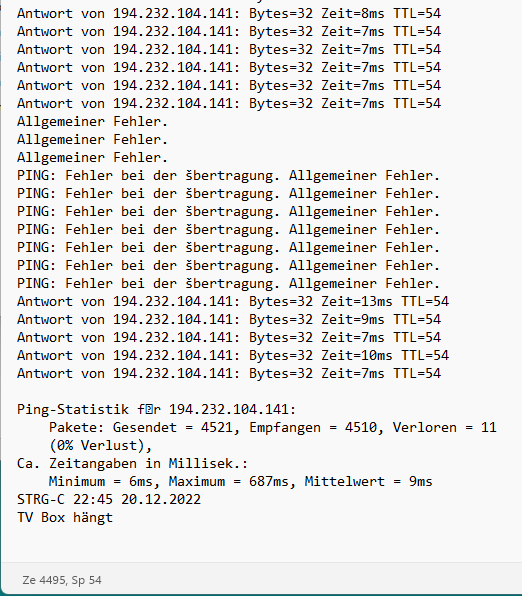 Antwort von 194.232.104.141: Bytes=32 Zeit=8ms TTL=54
Antwort von 194.232.104.141: Bytes=32 Zeit=7ms TTL=54
Antwort von 194.232.104.141: Bytes=32 Zeit=7ms TTL=54
Antwort von 194.232.104.141: Bytes=32 Zeit=7ms TTL=54
Antwort von 194.232.104.141: Bytes=32 Zeit=7ms TTL=54
Antwort von 194.232.104.141: Bytes=32 Zeit=7ms TTL=54
Allgemeiner Fehler.
Allgemeiner Fehler.
Allgemeiner Fehler.
PING: Fehler bei der šbertragung. Allgemeiner Fehler.
PING: Fehler bei der šbertragung. Allgemeiner Fehler.
PING: Fehler bei der šbertragung. Allgemeiner Fehler.
PING: Fehler bei der šbertragung. Allgemeiner Fehler.
PING: Fehler bei der šbertragung. Allgemeiner Fehler.
PING: Fehler bei der šbertragung. Allgemeiner Fehler.
PING: Fehler bei der šbertragung. Allgemeiner Fehler.
Antwort von 194.232.104.141: Bytes=32 Zeit=13ms TTL=54
Antwort von 194.232.104.141: Bytes=32 Zeit=9ms TTL=54
Antwort von 194.232.104.141: Bytes=32 Zeit=7ms TTL=54
Antwort von 194.232.104.141: Bytes=32 Zeit=10ms TTL=54
Antwort von 194.232.104.141: Bytes=32 Zeit=7ms TTL=54
Ping-Statistik f□r 194.232.104.141:
Pakete: Gesendet = 4521, Empfangen = 4510, Verloren = 11
(0% Verlust),
Ca. Zeitangaben in Millisek.:
Minimum = 6ms, Maximum = 687ms, Mittelwert = 9ms
STRG-C 22:45 20.12.2022
TV Box hängt
Ze 4495, Sp 54